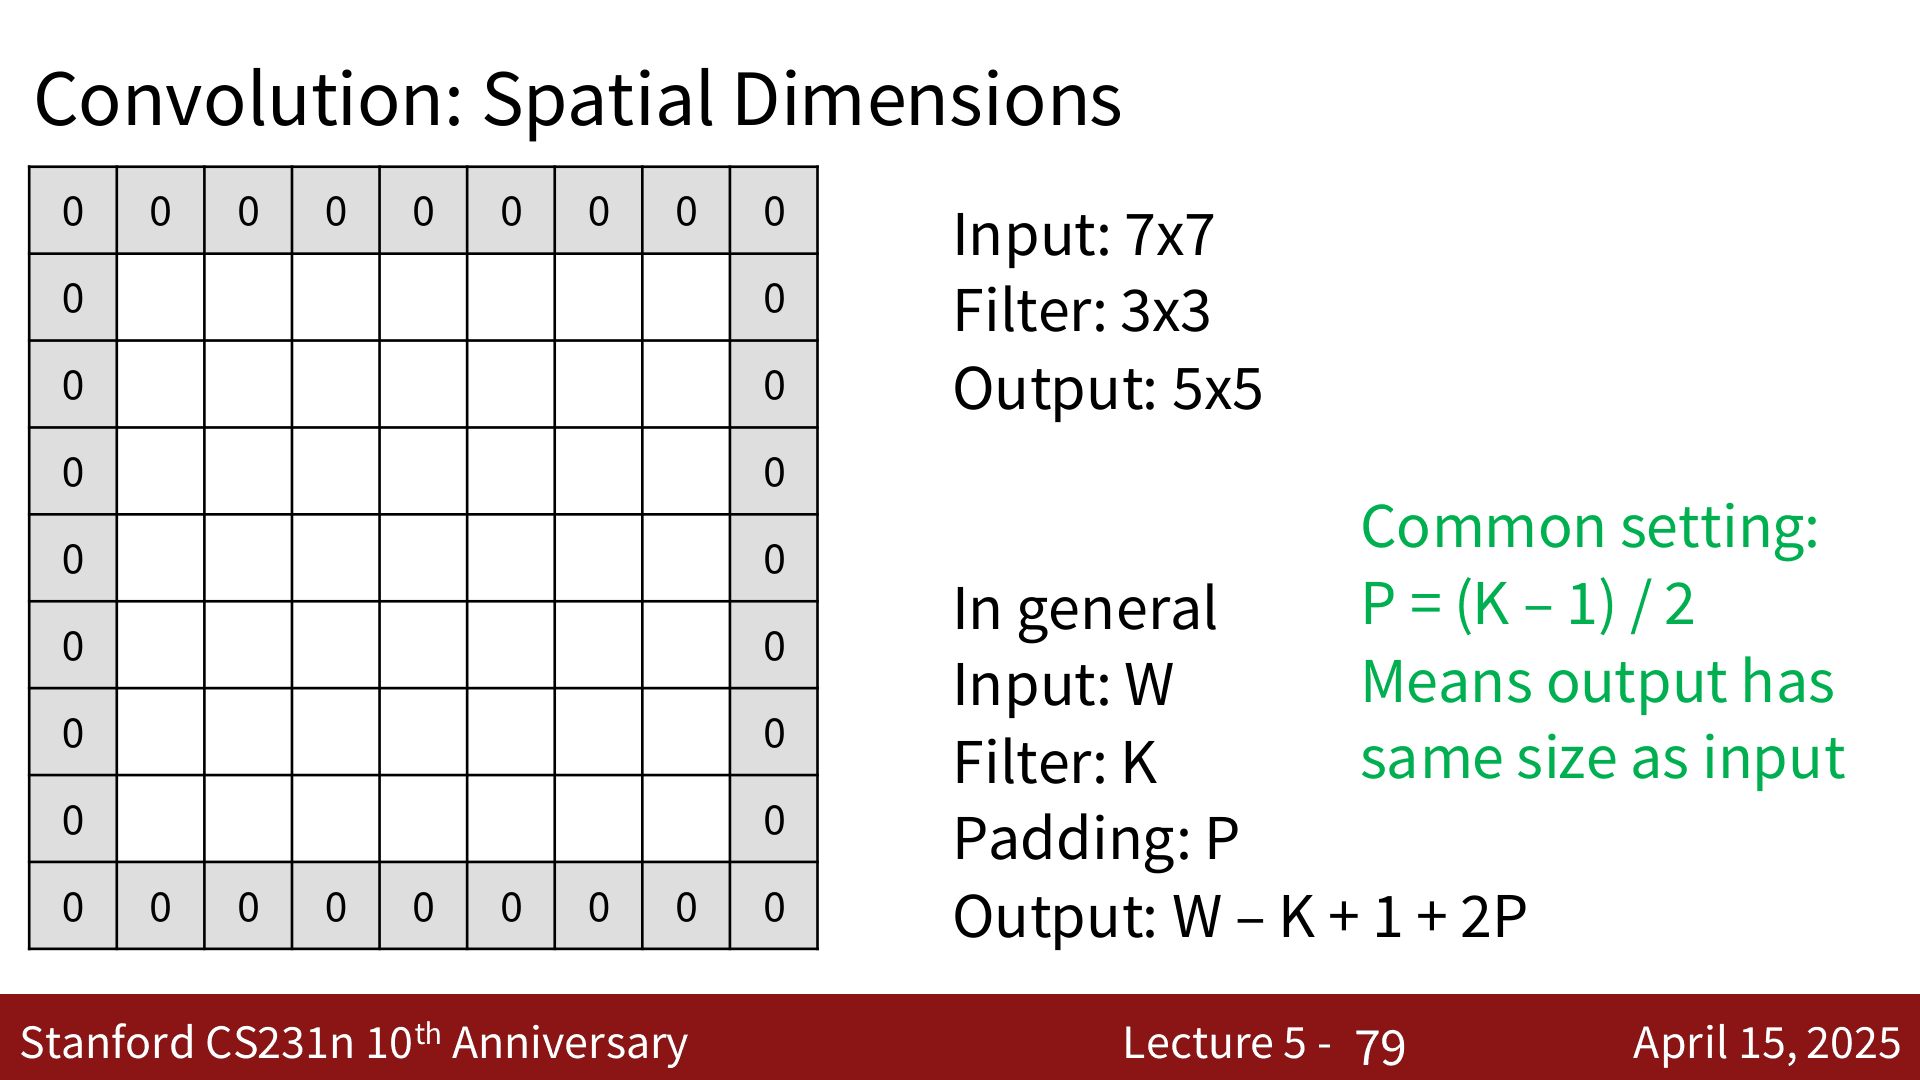 Convolution: Spatial Dimensions
0 0 0 0 0 0 0 0 0
0 0
0 0
0 0
0 0
0 0
0 0
0 0
0 0 0 0 0 0 0 0 0
Input: 7x7
Filter: 3x3
Output: 5x5
In general
Input: W
Filter: K
Padding: P
Output: W – K + 1 + 2P
Common setting:
P = (K – 1) / 2
Means output has
same size as input
Stanford CS231n 10th Anniversary
Lecture 5 - 79
April 15, 2025